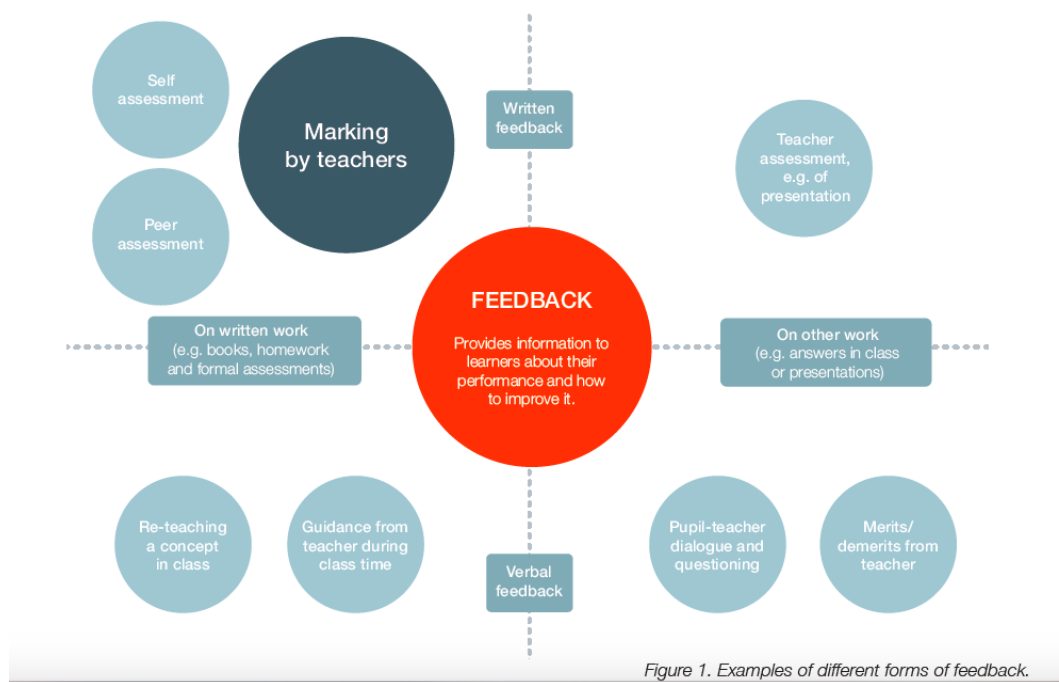 Self
assessment
Marking
by teachers
Written
feedback
Teacher
assessment,
e.g. of
presentation
Peer
assessment
FEEDBACK
Provides information to
learners about their
performance and how
to improve it.
On written work
(e.g. books, homework
and formal assessments)
On other work
(e.g. answers in class
or presentations)
Re-teaching
a concept
in class
Guidance from
teacher during
class time
Verbal
feedback
Pupil-teacher
dialogue and
questioning
Merits/
demerits from
teacher
Figure 1. Examples of different forms of feedback.